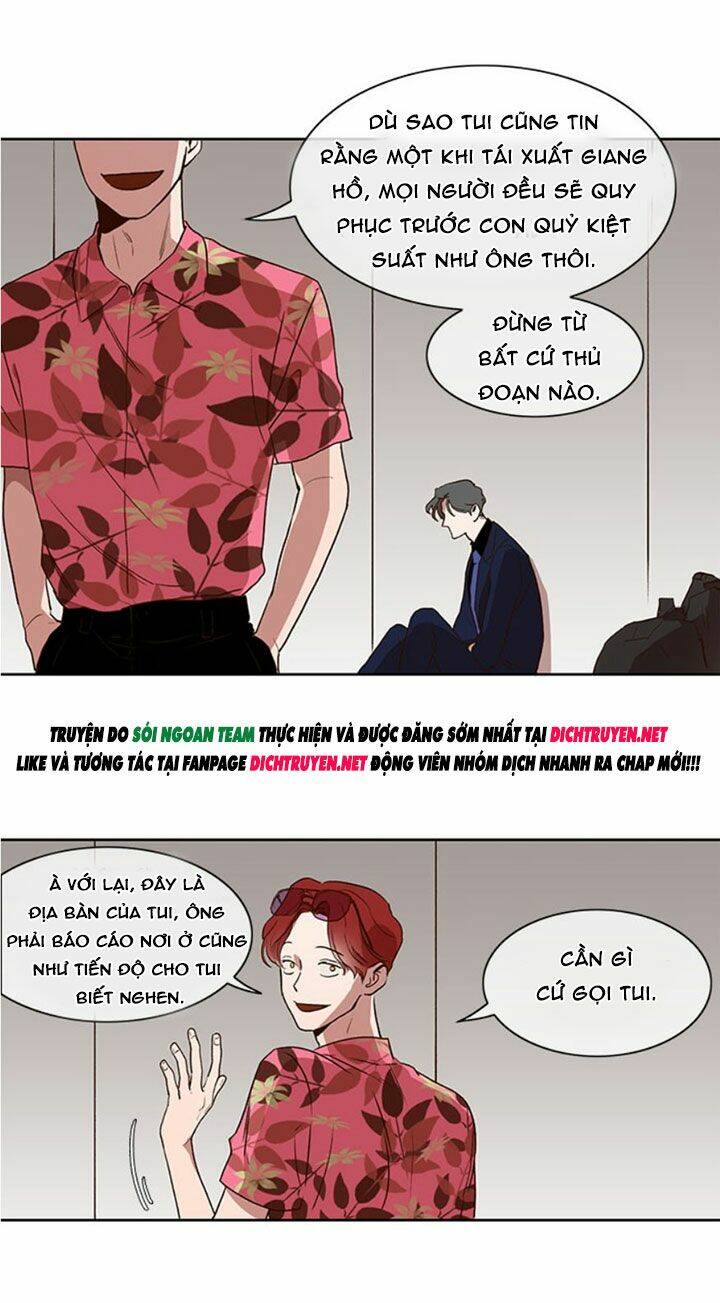 DÙ SAO TUI CŨNG TIN
RẰNG MỘT KHI TÁI XUẤT GIANG
HỒ, MỌI NGƯỜI ĐỀU SẼ QUY
PHỤC TRƯỚC CON QUỶ KIỆT
SUẤT NHƯ ÔNG THÔI.
ĐỪNG TỪ
BẤT CỨ THỦ
ĐOẠN NÀO.
TRUYỆN DO SÓI NGOAN TEAM THỰC HIỆN VÀ ĐƯỢC ĐĂNG SỚM NHẤT TẠI DICHTRUYEN.NET
LIKE VÀ TƯƠNG TÁC TẠI FANPAGE DICHTRUYEN.NET ĐỘNG VIÊN NHÓM DỊCH NHANH RA CHAP MỚI!!!
À VỚI LẠI, ĐÂY LÀ
ĐỊA BÀN CỦA TUI, ÔNG
PHẢI BÁO CÁO NƠI Ở CŨNG
NHƯ TIẾN ĐỘ CHO TUI
BIẾT NGHEN.
CẦN GÌ
CỨ GỌI TUI.